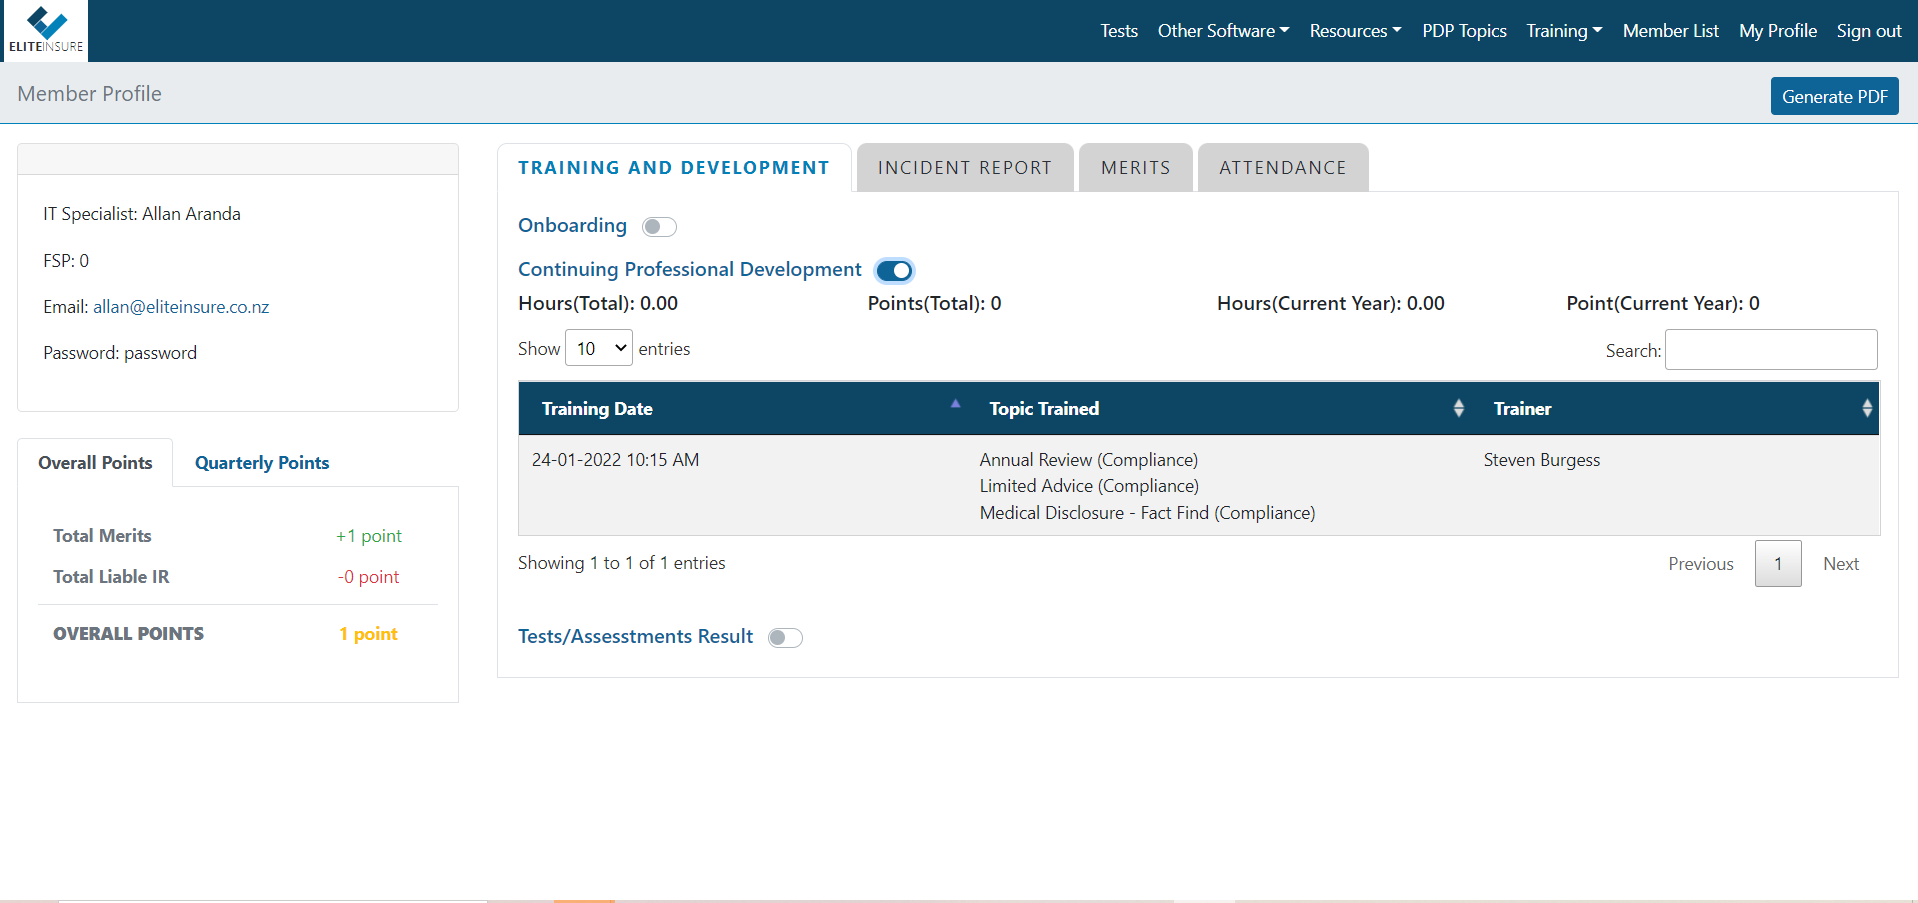 ELITEINSURE
Tests Other Software Resources PDP Topics Training Member List My Profile Sign out
Member Profile
Generate PDF
IT Specialist: Allan Aranda
FSP: 0
Email: allan@eliteinsure.co.nz
Password: password
Overall Points Quarterly Points
Total Merits +1 point
Total Liable IR -0 point
OVERALL POINTS 1 point
TRAINING AND DEVELOPMENT INCIDENT REPORT MERITS ATTENDANCE
Onboarding
Continuing Professional Development
Hours(Total): 0.00 Points(Total): 0 Hours(Current Year): 0.00 Point(Current Year): 0
Show 10 entries Search:
Training Date Topic Trained Trainer
24-01-2022 10:15 AM Annual Review (Compliance) Steven Burgess
Limited Advice (Compliance)
Medical Disclosure - Fact Find (Compliance)
Showing 1 to 1 of 1 entries Previous 1 Next
Tests/Assesstments Result